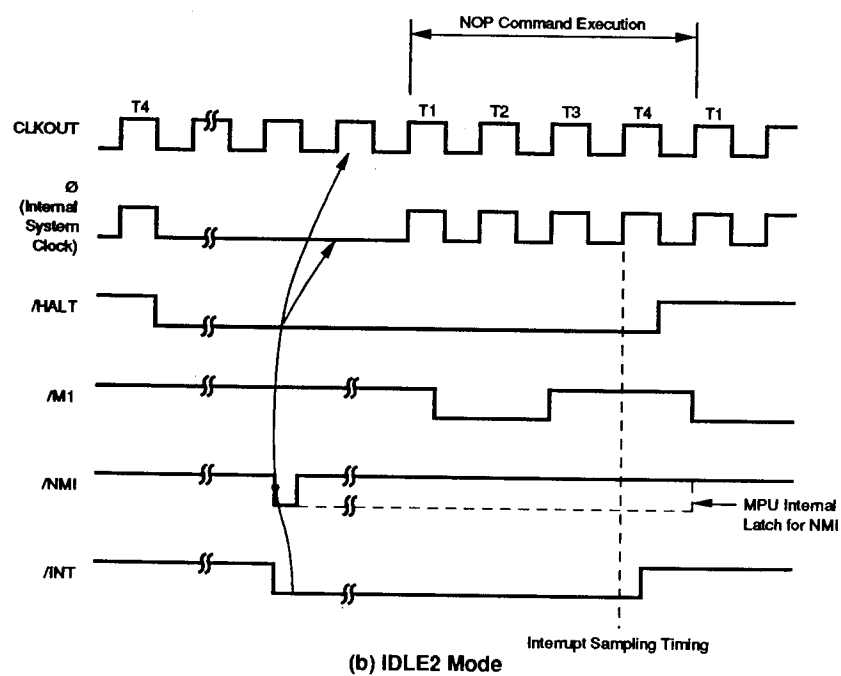 NOP Command Execution
T4
T1
T2
T3
T4
T1
CLKOUT
Ø
(Internal
System
Clock)
/HALT
/M1
/NMI
MPU Internal
Latch for NMI
/INT
Interrupt Sampling Timing
(b) IDLE2 Mode